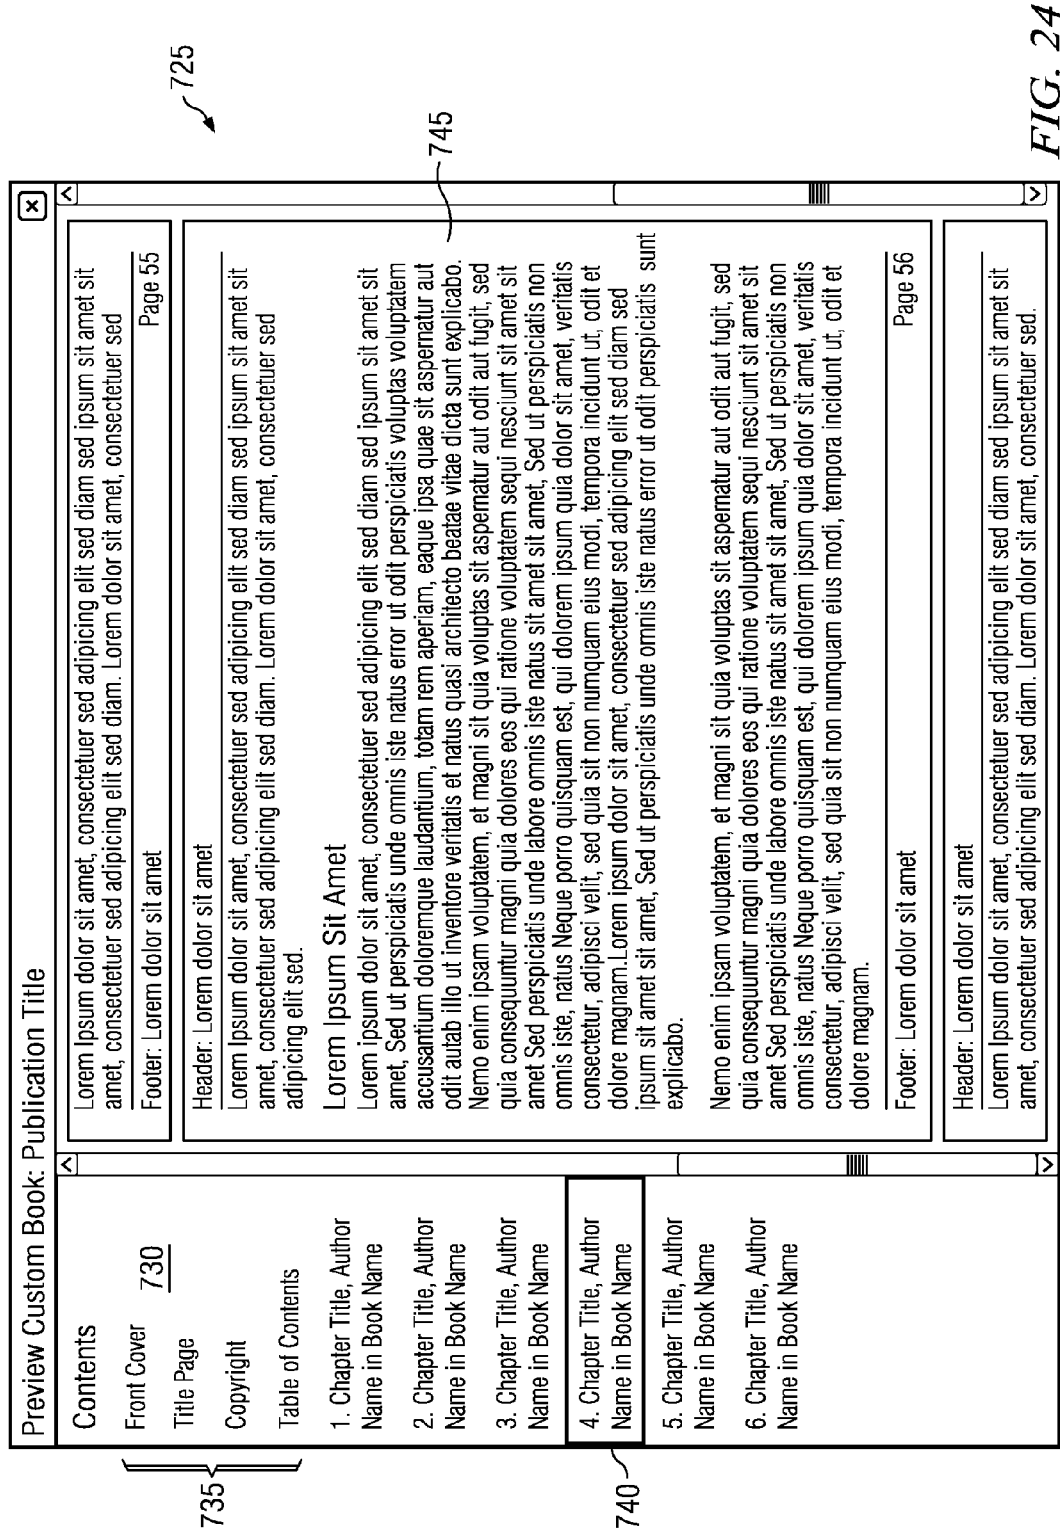 Preview Custom Book: Publication Title
Contents
730
Front Cover
Title Page
Copyright
Table of Contents
1. Chapter Title, Author
Name in Book Name
2. Chapter Title, Author
Name in Book Name
3. Chapter Title, Author
Name in Book Name
4. Chapter Title, Author
Name in Book Name
5. Chapter Title, Author
Name in Book Name
6. Chapter Title, Author
Name in Book Name
735
740
Lorem Ipsum dolor sit amet, consectetuer sed adipicing elit sed diam sed ipsum sit amet sit
amet, consectetuer sed adipicing elit sed diam. Lorem dolor sit amet, consectetuer sed
Footer: Lorem dolor sit amet Page 55
Header: Lorem dolor sit amet
Lorem Ipsum dolor sit amet, consectetuer sed adipicing elit sed diam sed ipsum sit amet sit
amet, consectetuer sed adipicing elit sed diam. Lorem dolor sit amet, consectetuer sed
adipicing elit sed.
Lorem Ipsum Sit Amet
Lorem ipsum dolor sit amet, consectetuer sed adipicing elit sed diam sed ipsum sit amet sit
amet, Sed ut perspiciatis unde omnis iste natus error ut odit perspiciatis voluptas voluptatem
accusantium doloremque laudantium, totam rem aperiam, eaque ipsa quae sit aspernatur aut
odit autab illo ut inventore veritatis et natus quasi architecto beatae vitae dicta sunt explicabo.
Nemo enim ipsam voluptatem, et magni sit quia voluptas sit aspernatur aut odit aut fugit, sed
quia consequuntur magni quia dolores eos qui ratione voluptatem sequi nesciunt sit amet sit
amet Sed perspiciatis unde labore omnis iste natus sit amet sit amet, Sed ut perspiciatis non
omnis iste, natus Neque porro quisquam est, qui dolorem ipsum quia dolor sit amet, veritatis
consectetur, adipisci velit, sed quia sit non numquam eius modi, tempora incidunt ut, odit et
dolore magnam.Lorem ipsum dolor sit amet, consectetuer sed adipicing elit sed diam sed
ipsum sit amet sit amet, Sed ut perspiciatis unde omnis iste natus error ut odit perspiciatis sunt
explicabo.
Nemo enim ipsam voluptatem, et magni sit quia voluptas sit aspernatur aut odit aut fugit, sed
quia consequuntur magni quia dolores eos qui ratione voluptatem sequi nesciunt sit amet sit
amet Sed perspiciatis unde labore omnis iste natus sit amet sit amet, Sed ut perspiciatis non
omnis iste, natus Neque porro quisquam est, qui dolorem ipsum quia dolor sit amet, veritatis
consectetur, adipisci velit, sed quia sit non numquam eius modi, tempora incidunt ut, odit et
dolore magnam.
Footer: Lorem dolor sit amet Page 56
Header: Lorem dolor sit amet
Lorem Ipsum dolor sit amet, consectetuer sed adipicing elit sed diam sed ipsum sit amet sit
amet, consectetuer sed adipicing elit sed diam. Lorem dolor sit amet, consectetuer sed.
745
725
FIG. 24